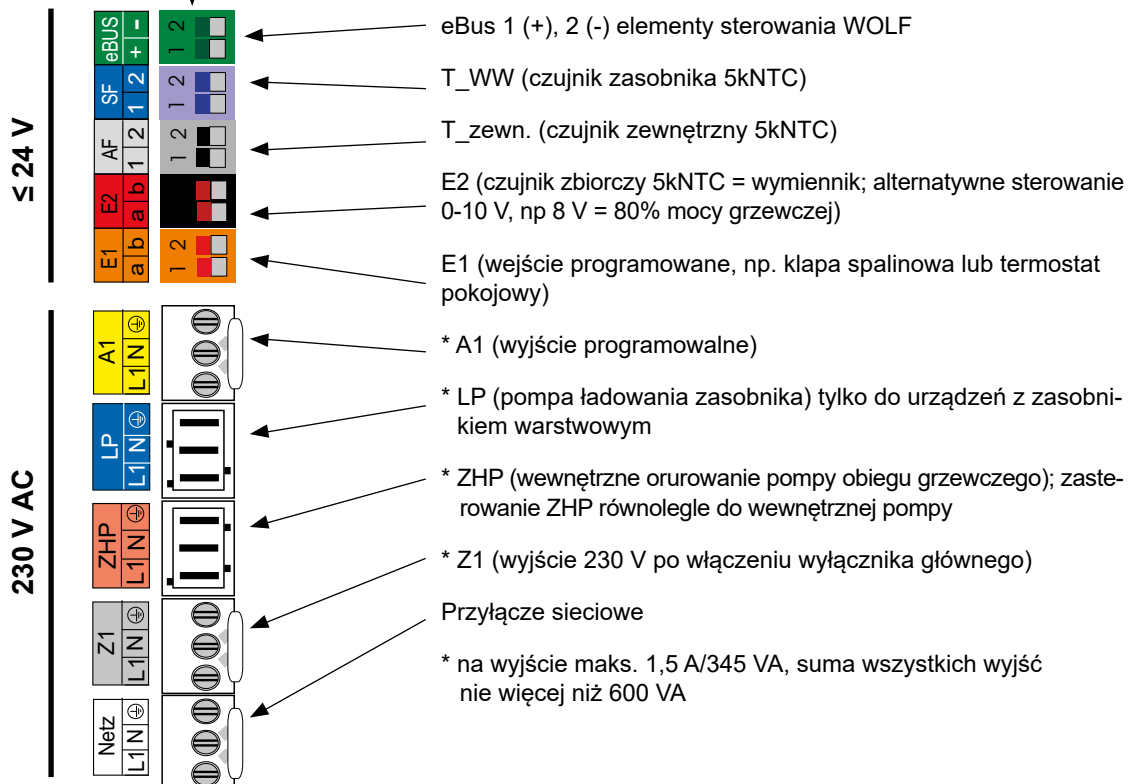 ≤ 24 V
230 V AC
eBUS + -
1 2
SF 1 2
1 2
AF 1 2
1 2
E2 a b
E1 a b
1 2
A1 L1 N
LP L1 N
ZHP L1 N
Z1 L1 N
Netz L1 N
eBus 1 (+), 2 (-) elementy sterowania WOLF
T_WW (czujnik zasobnika 5kNTC)
T_zewn. (czujnik zewnętrzny 5kNTC)
E2 (czujnik zbiorczy 5kNTC = wymiennik; alternatywne sterowanie
0-10 V, np 8 V = 80% mocy grzewczej)
E1 (wejście programowane, np. klapa spalinowa lub termostat
pokojowy)
* A1 (wyjście programowalne)
* LP (pompa ładowania zasobnika) tylko do urządzeń z zasobni-
kiem warstwowym
* ZHP (wewnętrzne orurowanie pompy obiegu grzewczego); zaste-
rowanie ZHP równolegle do wewnętrznej pompy
* Z1 (wyjście 230 V po włączeniu wyłącznika głównego)
Przyłącze sieciowe
* na wyjście maks. 1,5 A/345 VA, suma wszystkich wyjść
nie więcej niż 600 VA